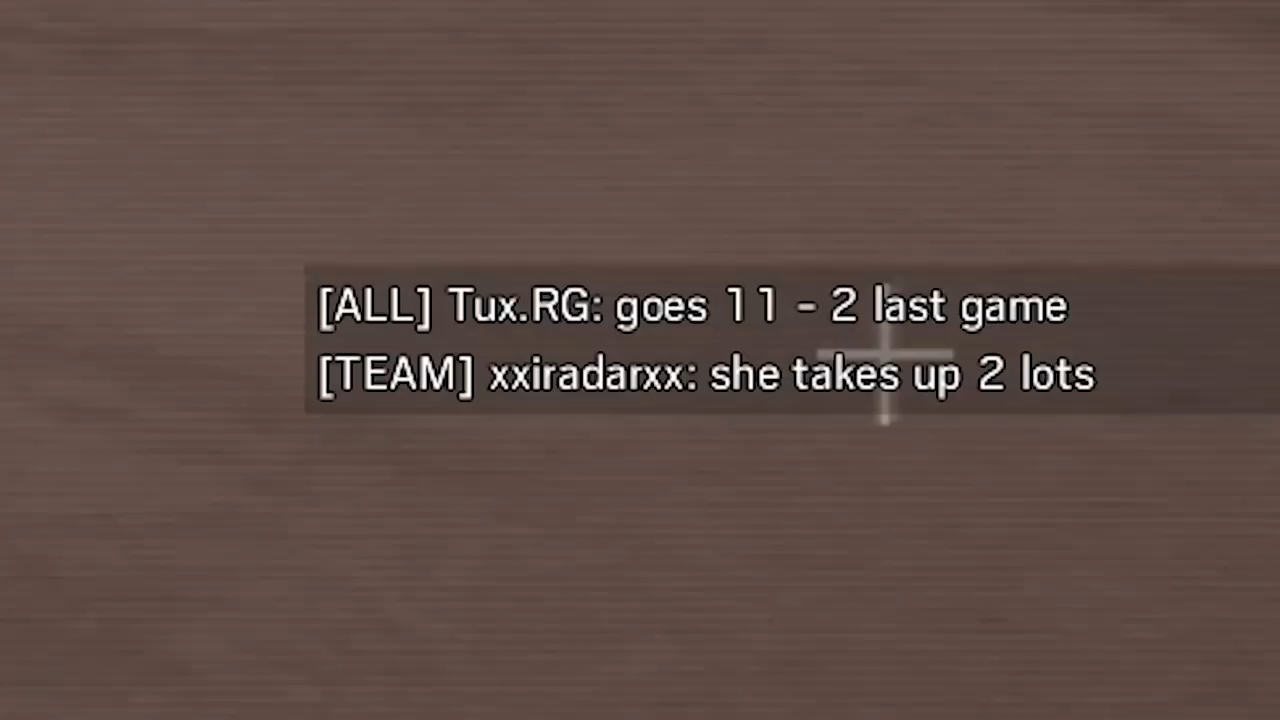 [ALL] Tux.RG: goes 11 - 2 last game
[TEAM] xxiradarxx: she takes up 2 lots